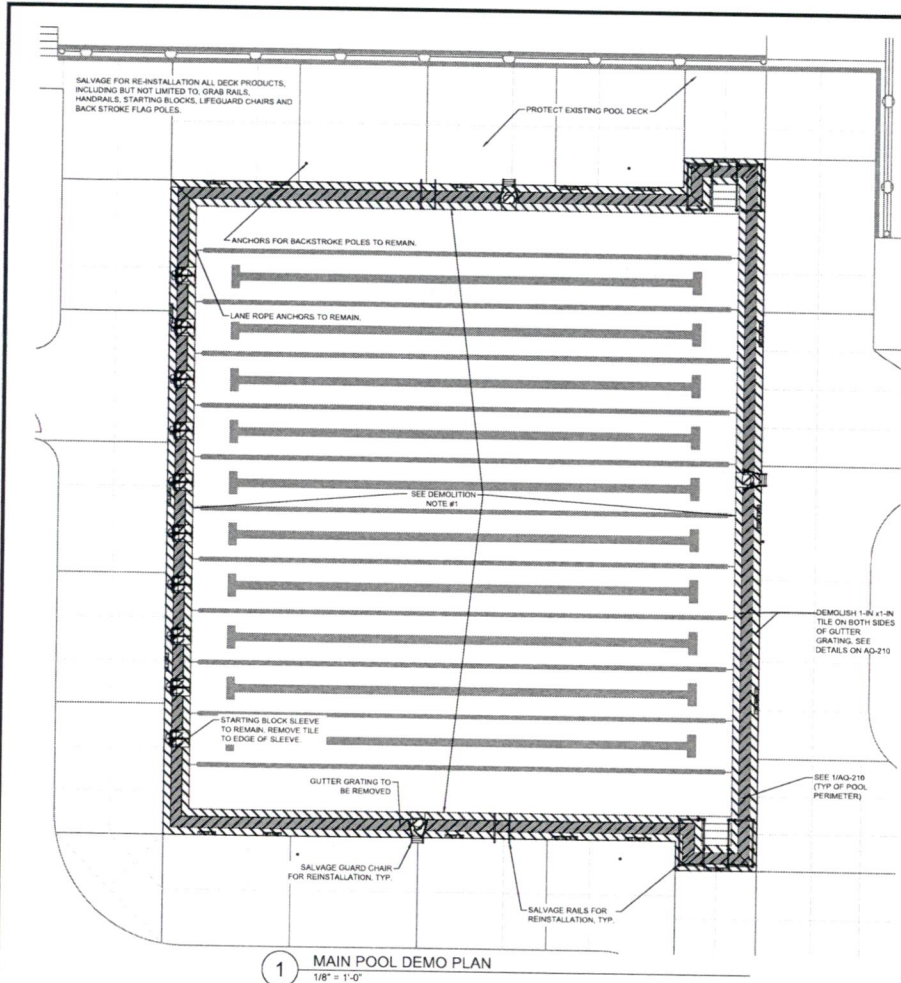 SALVAGE FOR RE-INSTALLATION ALL DECK PRODUCTS,
INCLUDING BUT NOT LIMITED TO, GRAB RAILS,
HANDRAILS, STARTING BLOCKS, LIFEGUARD CHAIRS AND
BACK STROKE FLAG POLES.
PROTECT EXISTING POOL DECK
ANCHORS FOR BACKSTROKE POLES TO REMAIN.
LANE ROPE ANCHORS TO REMAIN.
SEE DEMOLITION
NOTE #1
DEMOLISH 1-IN x1-IN
TILE ON BOTH SIDES
OF GUTTER
GRATING. SEE
DETAILS ON AQ-210
STARTING BLOCK SLEEVE
TO REMAIN. REMOVE TILE
TO EDGE OF SLEEVE.
GUTTER GRATING TO
BE REMOVED
SEE 1/AQ-210
(TYP OF POOL
PERIMETER)
SALVAGE GUARD CHAIR
FOR REINSTALLATION, TYP.
SALVAGE RAILS FOR
REINSTALLATION, TYP.
1 MAIN POOL DEMO PLAN
1/8" = 1'-0"